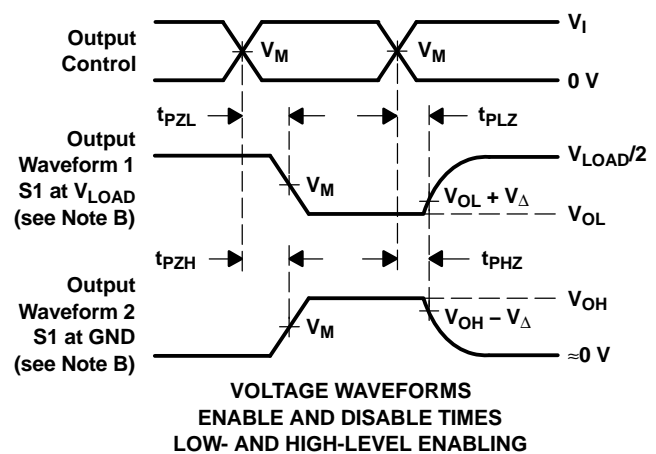 Output
Control
V_M
V_M
V_I
0 V
t_PZL
t_PLZ
Output
Waveform 1
S1 at V_LOAD
(see Note B)
V_M
V_LOAD/2
V_OL + V_Δ
V_OL
t_PZH
t_PHZ
Output
Waveform 2
S1 at GND
(see Note B)
V_M
V_OH
V_OH − V_Δ
≈0 V
VOLTAGE WAVEFORMS
ENABLE AND DISABLE TIMES
LOW- AND HIGH-LEVEL ENABLING